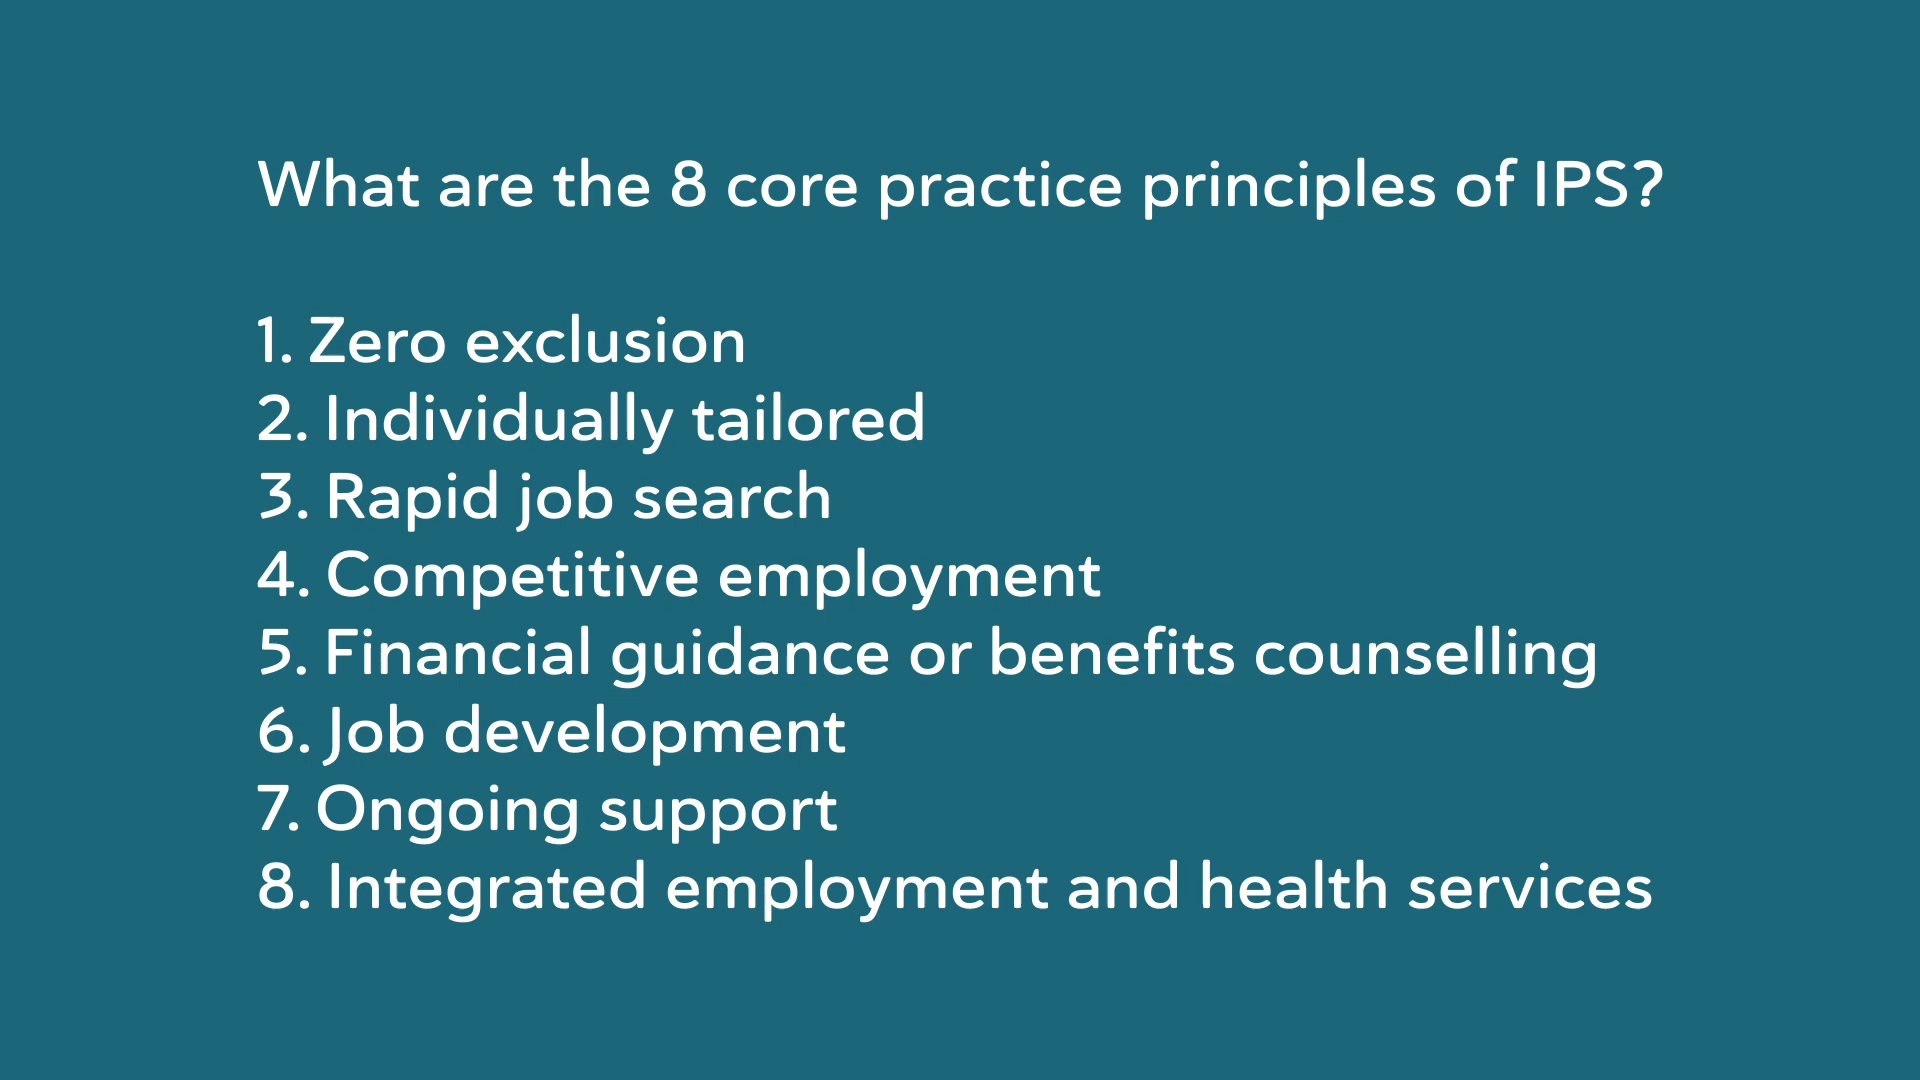 What are the 8 core practice principles of IPS?
1. Zero exclusion
2. Individually tailored
3. Rapid job search
4. Competitive employment
5. Financial guidance or benefits counselling
6. Job development
7. Ongoing support
8. Integrated employment and health services